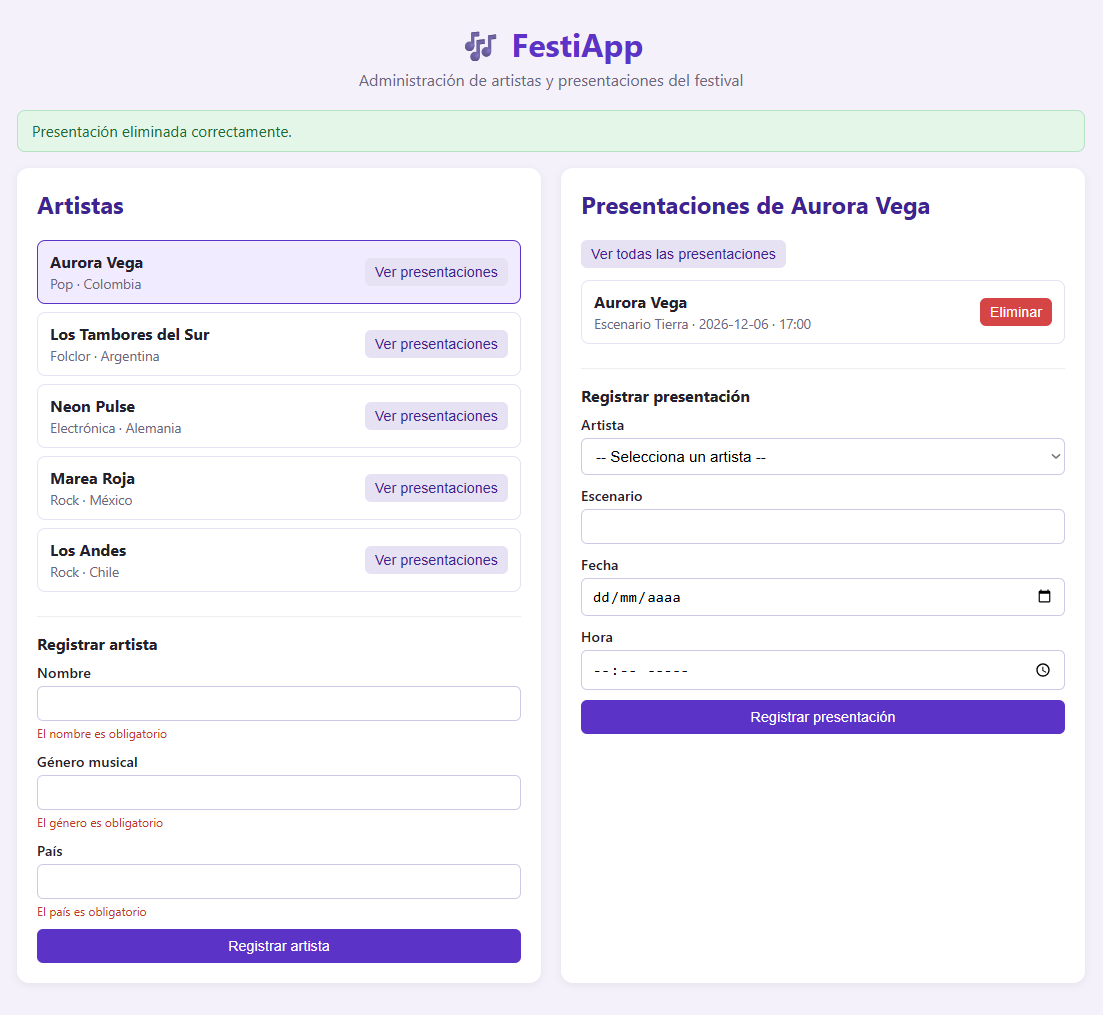 🎶 FestiApp
Administración de artistas y presentaciones del festival
Presentación eliminada correctamente.
Artistas
Aurora Vega
Pop · Colombia
Ver presentaciones
Los Tambores del Sur
Folclor · Argentina
Ver presentaciones
Neon Pulse
Electrónica · Alemania
Ver presentaciones
Marea Roja
Rock · México
Ver presentaciones
Los Andes
Rock · Chile
Ver presentaciones
Registrar artista
Nombre
El nombre es obligatorio
Género musical
El género es obligatorio
País
El país es obligatorio
Registrar artista
Presentaciones de Aurora Vega
Ver todas las presentaciones
Aurora Vega
Escenario Tierra · 2026-12-06 · 17:00
Eliminar
Registrar presentación
Artista
-- Selecciona un artista --
Escenario
Fecha
dd/mm/aaaa
Hora
--:-- -----
Registrar presentación